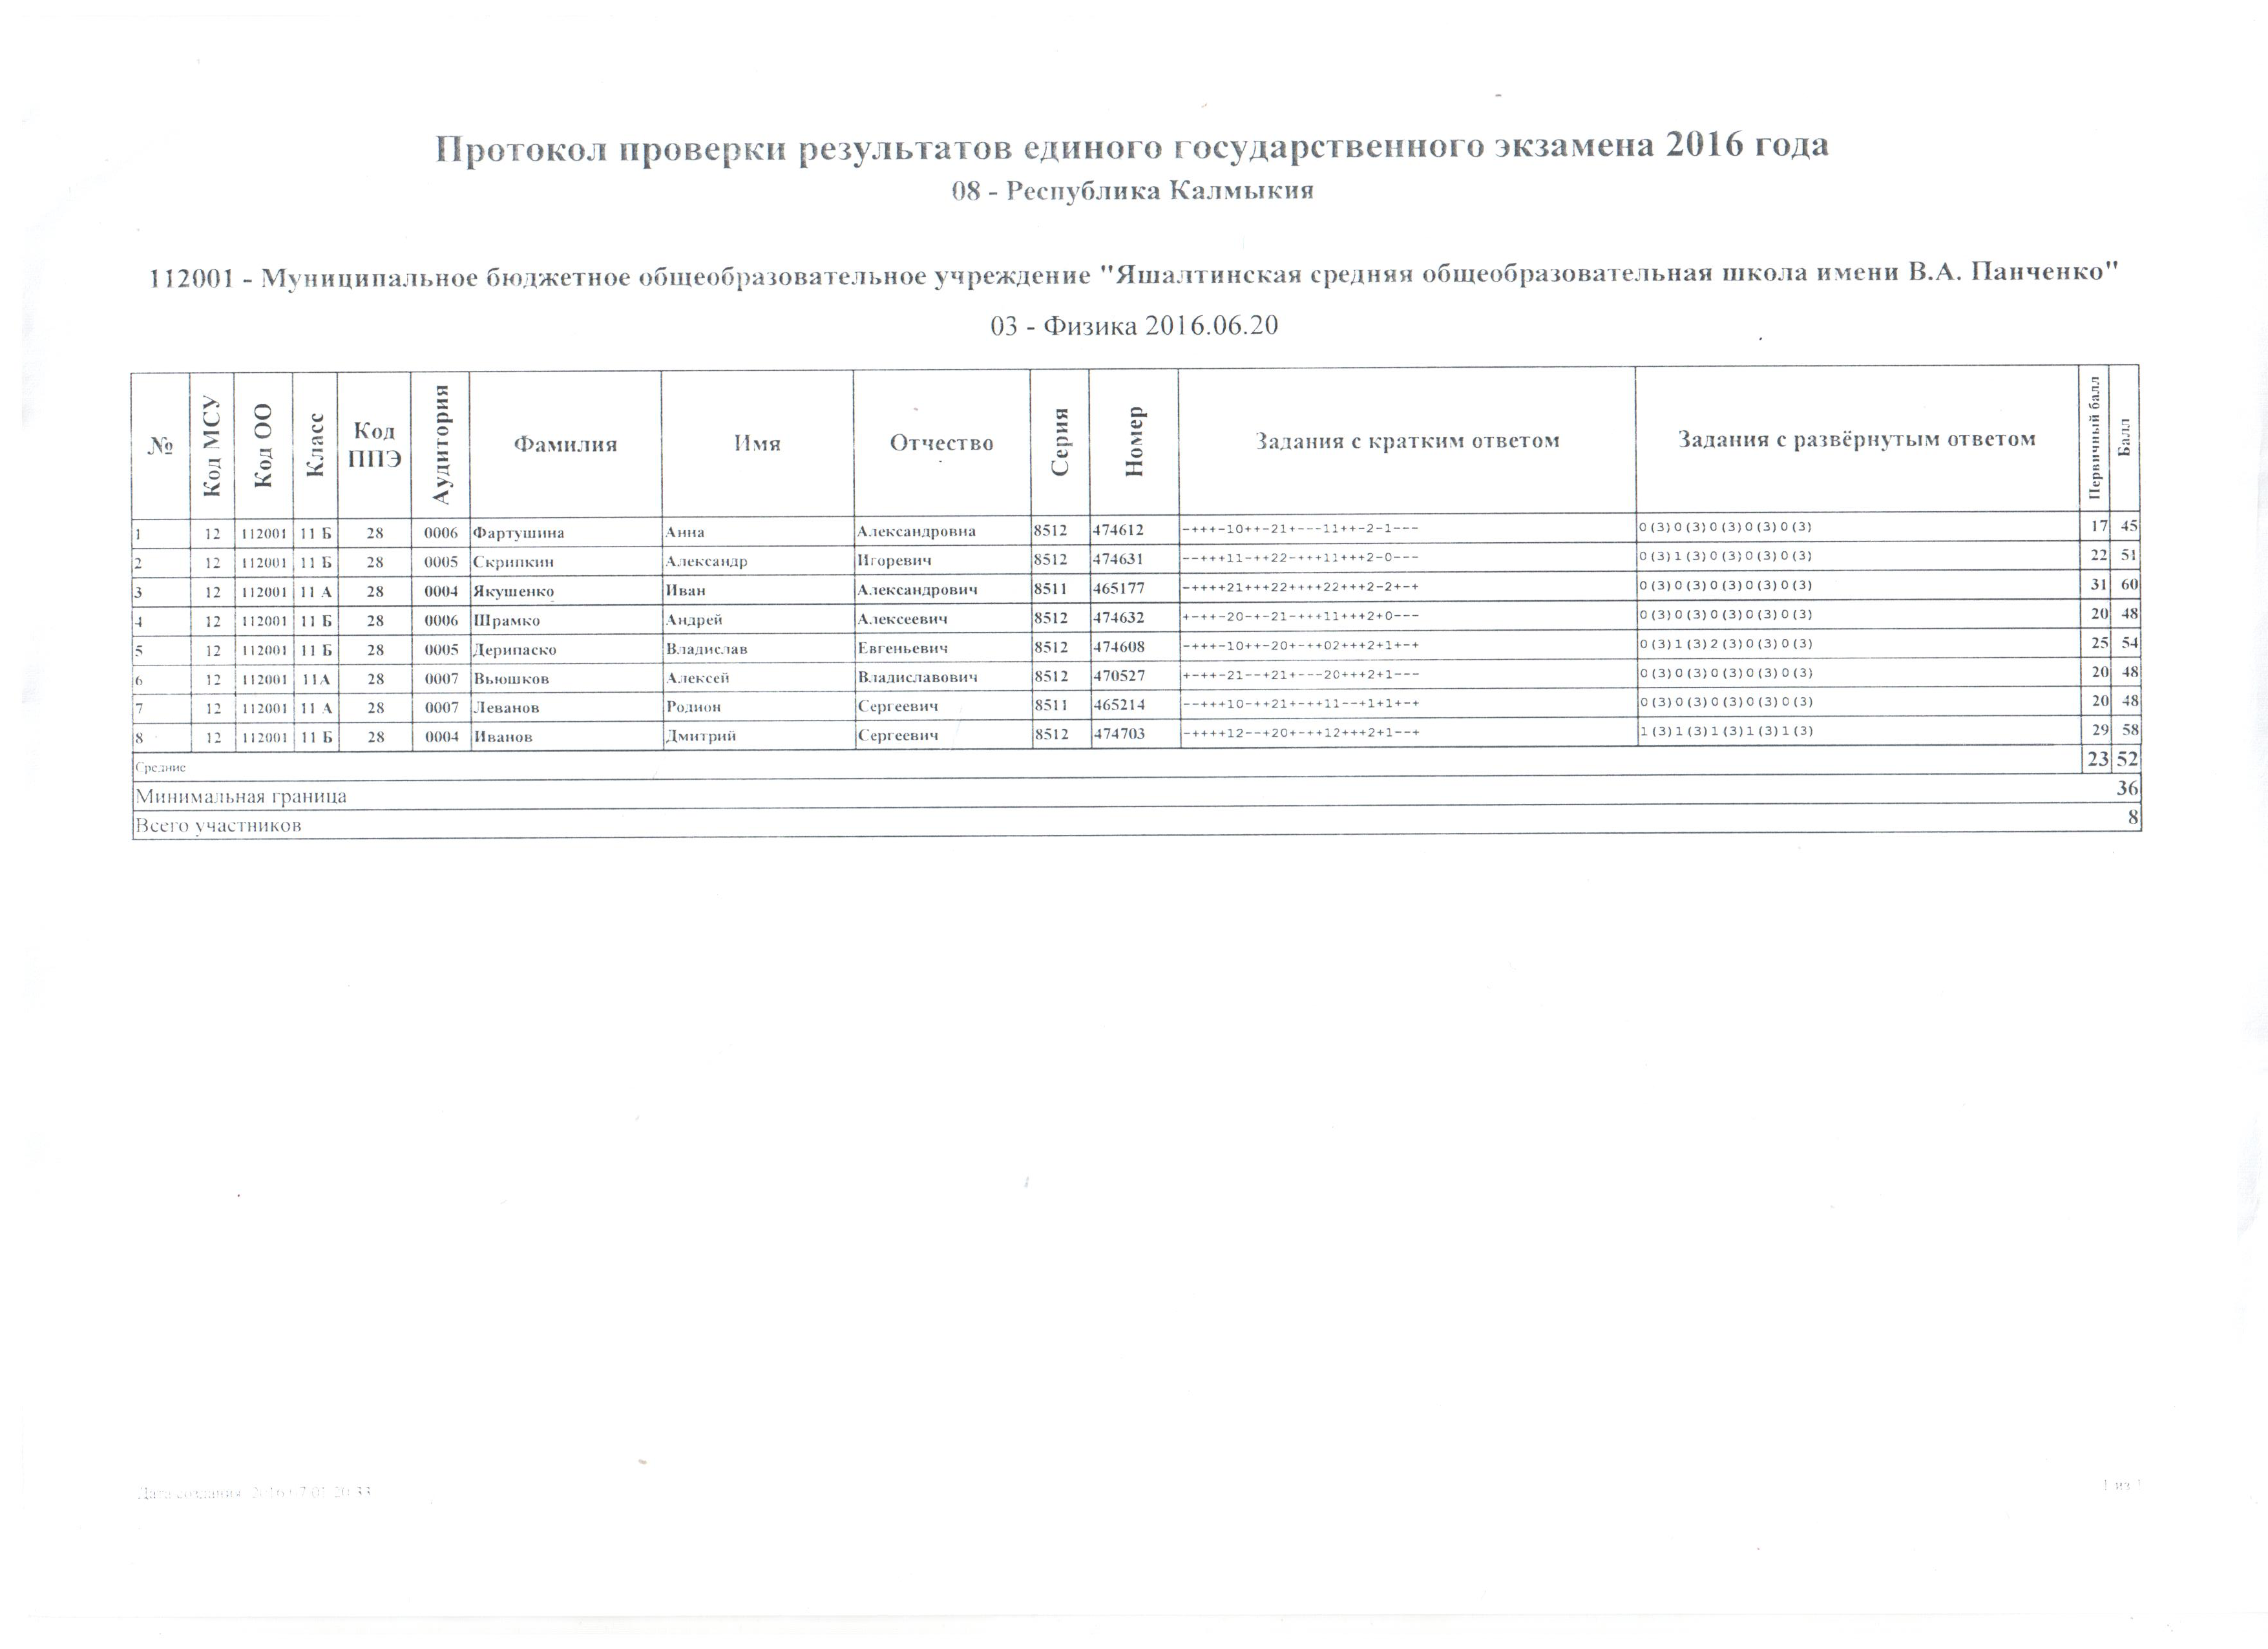 Протокол проверки результатов единого государственного экзамена 2016 года
08 - Республика Калмыкия
112001 - Муниципальное бюджетное общеобразовательное учреждение "Яшалтинская средняя общеобразовательная школа имени В.А. Панченко"
03 - Физика 2016.06.20
№ Код МСУ Код ОО Класс Код ППЭ Аудитория Фамилия Имя Отчество Серия Номер Задания с кратким ответом Задания с развёрнутым ответом Первичный балл Балл
1 12 112001 11 Б 28 0006 Фартушина Анна Александровна 8512 474612 -+++-10++-21+---11++-2-1--- 0(3)0(3)0(3)0(3)0(3) 17 45
2 12 112001 11 Б 28 0005 Скрипкин Александр Игоревич 8512 474631 --+++11-++22-+++11+++2-0--- 0(3)1(3)0(3)0(3)0(3) 22 51
3 12 112001 11 А 28 0004 Якушенко Иван Александрович 8511 465177 -++++21+++22++++22+++2-2+-+ 0(3)0(3)0(3)0(3)0(3) 31 60
4 12 112001 11 Б 28 0006 Шрамко Андрей Алексеевич 8512 474632 +-++-20-+-21-+++11+++2+0--- 0(3)0(3)0(3)0(3)0(3) 20 48
5 12 112001 11 Б 28 0005 Дерипаско Владислав Евгеньевич 8512 474608 -+++-10++-20+-++02+++2+1+-+ 0(3)1(3)2(3)0(3)0(3) 25 54
6 12 112001 11А 28 0007 Вьюшков Алексей Владиславович 8512 470527 +-++-21--+21+---20+++2+1--- 0(3)0(3)0(3)0(3)0(3) 20 48
7 12 112001 11 А 28 0007 Леванов Родион Сергеевич 8511 465214 --+++10-++21+-++11--+1+1+-+ 0(3)0(3)0(3)0(3)0(3) 20 48
8 12 112001 11 Б 28 0004 Иванов Дмитрий Сергеевич 8512 474703 -++++12--+20+-++12+++2+1--+ 1(3)1(3)1(3)1(3)1(3) 29 58
Средние 23 52
Минимальная граница 36
Всего участников 8
Дата создания
1 из 1